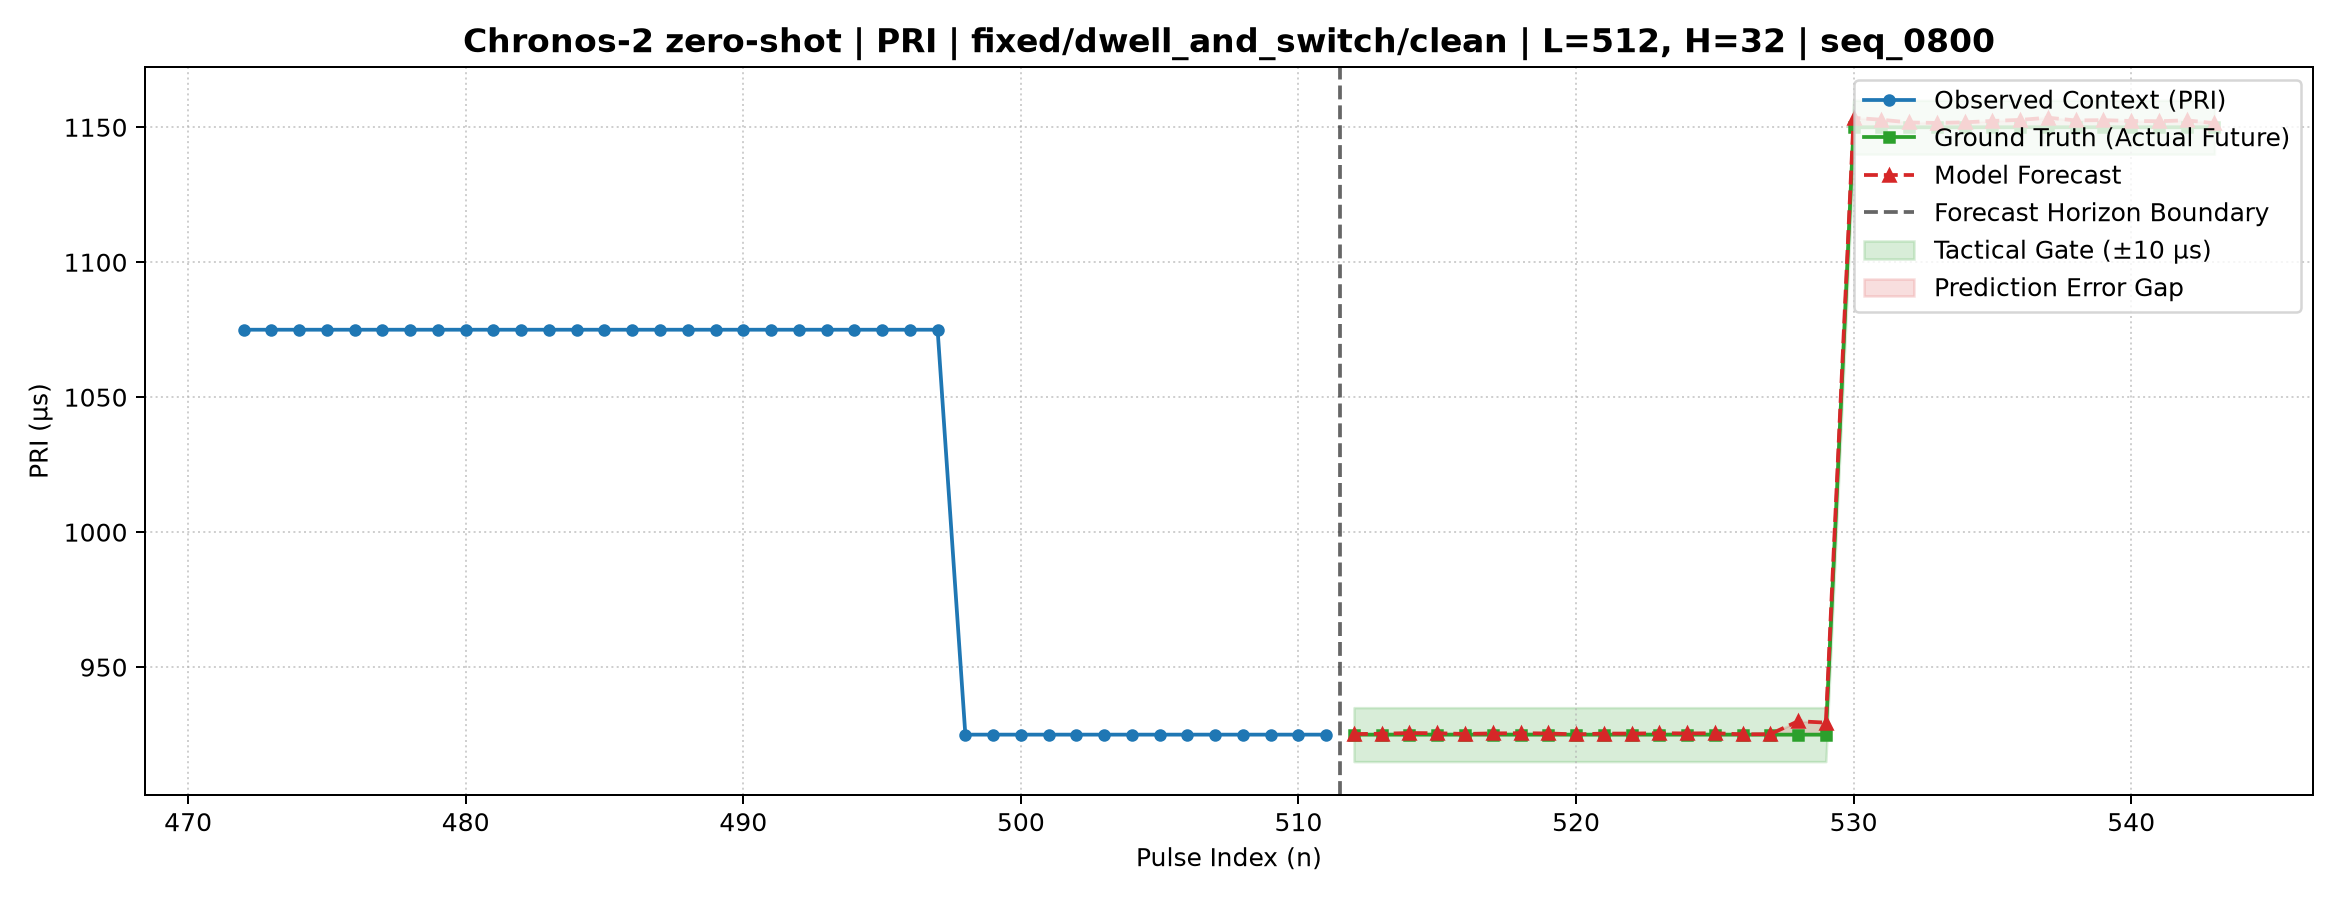 Chronos-2 zero-shot | PRI | fixed/dwell_and_switch/clean | L=512, H=32 | seq_0800
PRI (µs)
1150
1100
1050
1000
950
Observed Context (PRI)
Ground Truth (Actual Future)
Model Forecast
Forecast Horizon Boundary
Tactical Gate (±10 µs)
Prediction Error Gap
470 480 490 500 510 520 530 540
Pulse Index (n)